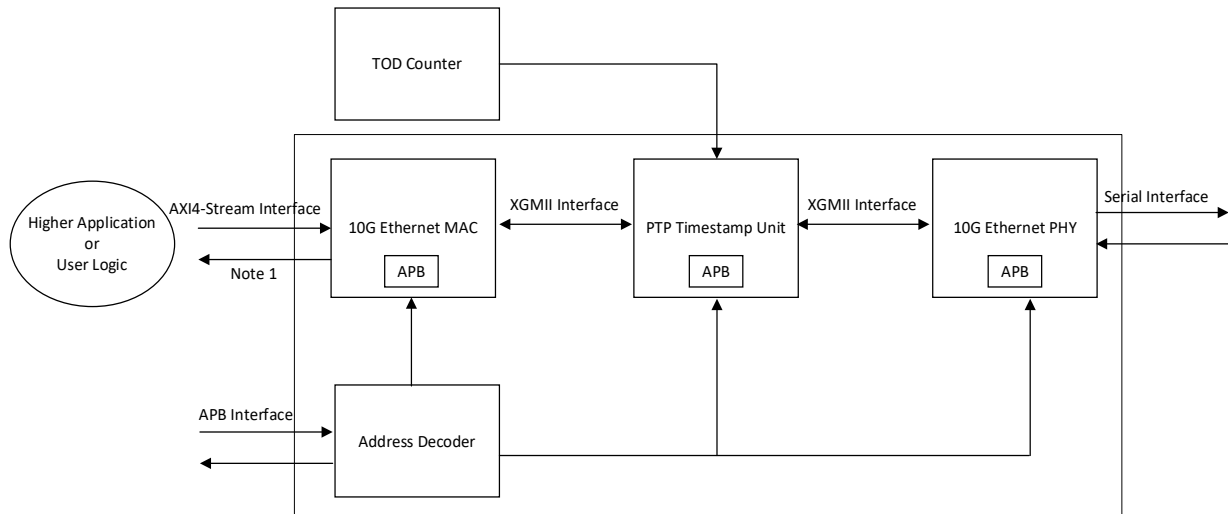 TOD Counter
Higher Application
or
User Logic
AXI4-Stream Interface
Note 1
10G Ethernet MAC
APB
XGMII Interface
PTP Timestamp Unit
APB
XGMII Interface
10G Ethernet PHY
APB
Serial Interface
APB Interface
Address Decoder